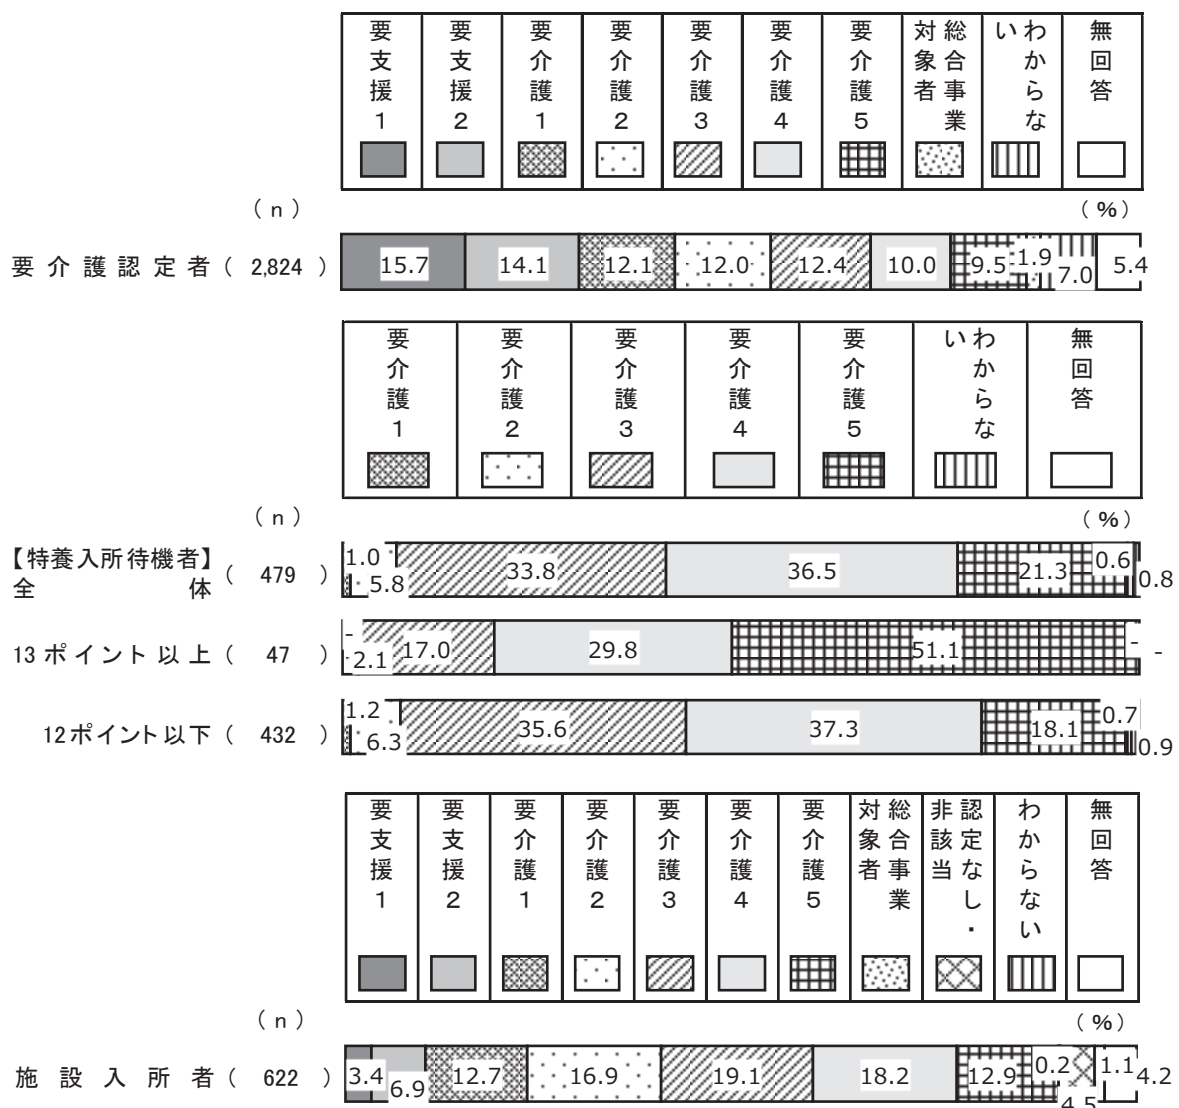 要支援1 要支援2 要介護1 要介護2 要介護3 要介護4 要介護5 総合事業対象者 わからない 無回答
(n) (%)
要介護認定者( 2,824 ) 15.7 14.1 12.1 12.0 12.4 10.0 9.5 1.9 7.0 5.4
要介護1 要介護2 要介護3 要介護4 要介護5 わからない 無回答
(n) (%)
【特養入所待機者】
全体( 479 ) 1.0 5.8 33.8 36.5 21.3 0.6 0.8
13ポイント以上( 47 ) - 2.1 17.0 29.8 51.1 - -
12ポイント以下( 432 ) 1.2 6.3 35.6 37.3 18.1 0.7 0.9
要支援1 要支援2 要介護1 要介護2 要介護3 要介護4 要介護5 総合事業対象者 認定なし・非該当 わからない 無回答
(n) (%)
施設入所者( 622 ) 3.4 6.9 12.7 16.9 19.1 18.2 12.9 0.2 4.5 1.1 4.2